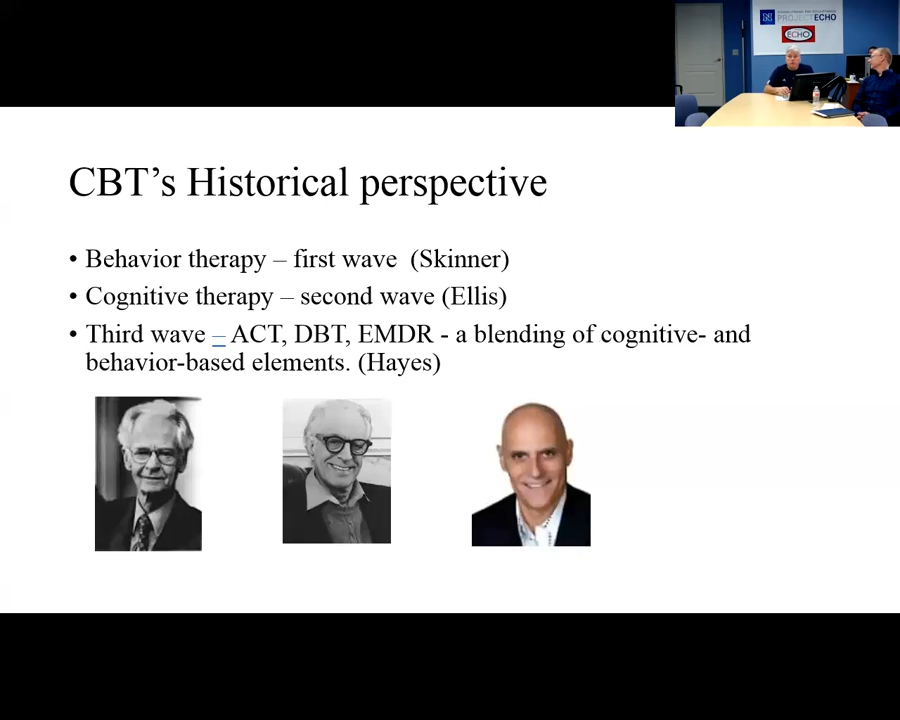 PROJECT ECHO
ECHO
CBT’s Historical perspective
• Behavior therapy – first wave  (Skinner)
• Cognitive therapy – second wave (Ellis)
• Third wave – ACT, DBT, EMDR - a blending of cognitive- and
behavior-based elements. (Hayes)